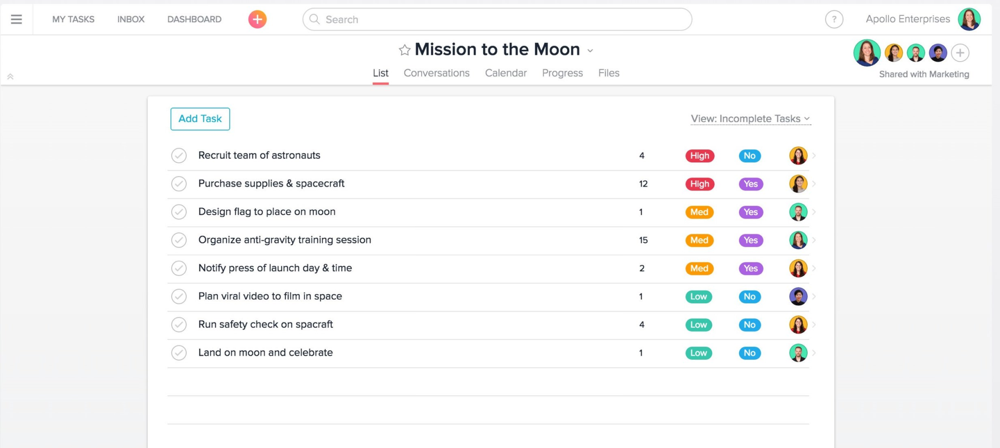 MY TASKS INBOX DASHBOARD + Search ? Apollo Enterprises
Mission to the Moon
List Conversations Calendar Progress Files
Shared with Marketing
Add Task View: Incomplete Tasks
Recruit team of astronauts 4 High No
Purchase supplies & spacecraft 12 High Yes
Design flag to place on moon 1 Med Yes
Organize anti-gravity training session 15 Med Yes
Notify press of launch day & time 2 Med Yes
Plan viral video to film in space 1 Low No
Run safety check on spacraft 4 Low No
Land on moon and celebrate 1 Low No